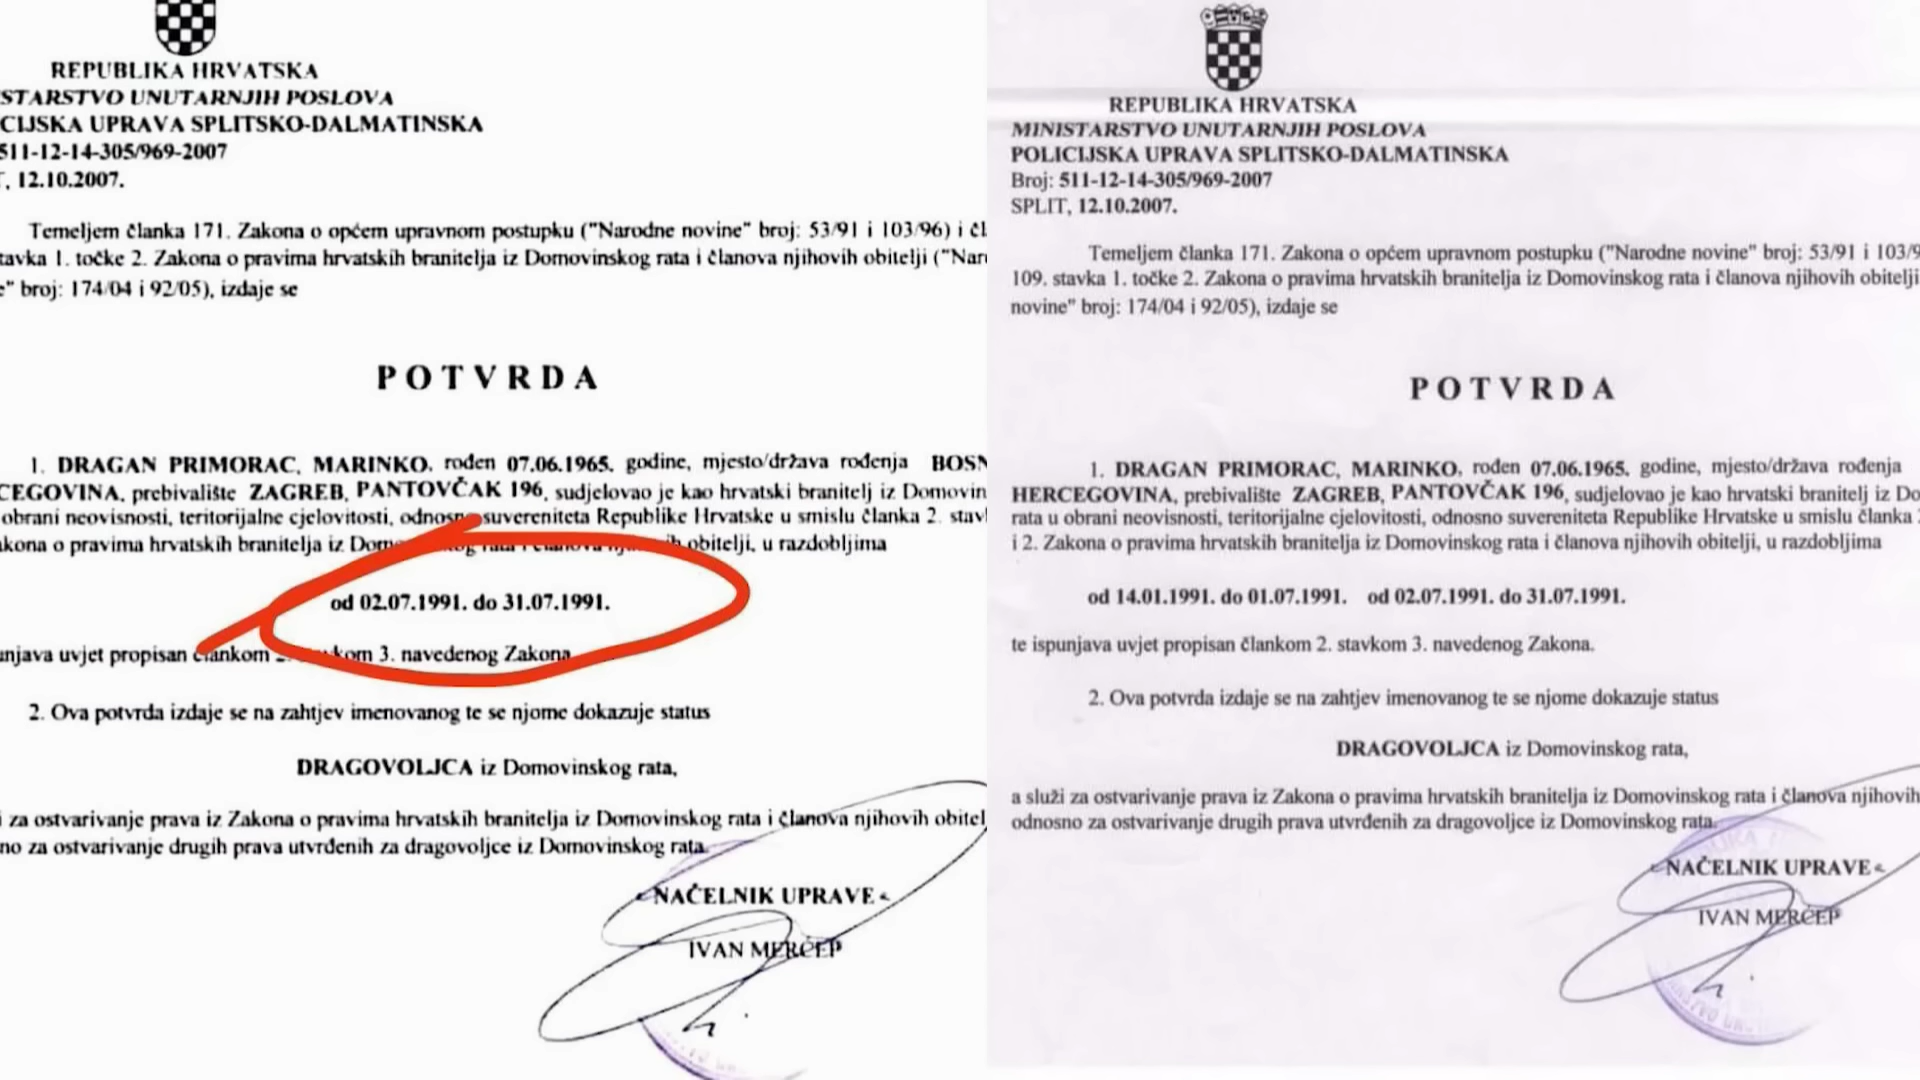 REPUBLIKA HRVATSKA
STARSTVO UNUTARNJIH POSLOVA
CIJSKA UPRAVA SPLITSKO-DALMATINSKA
511-12-14-305/969-2007
T, 12.10.2007.
Temeljem članka 171. Zakona o općem upravnom postupku ("Narodne novine" broj: 53/91 i 103/96) i čl
tavka 1. točke 2. Zakona o pravima hrvatskih branitelja iz Domovinskog rata i članova njihovih obitelji ("Naro
e" broj: 174/04 i 92/05), izdaje se
POTVRDA
1. DRAGAN PRIMORAC, MARINKO, rođen 07.06.1965. godine, mjesto/država rođenja BOSN
CEGOVINA, prebivalište ZAGREB, PANTOVČAK 196, sudjelovao je kao hrvatski branitelj iz Domovin
obrani neovisnosti, teritorijalne cjelovitosti, odnosno suvereniteta Republike Hrvatske u smislu članka 2. stavk
akona o pravima hrvatskih branitelja iz Domovinskog rata i članova njihovih obitelji, u razdobljima
od 02.07.1991. do 31.07.1991.
unjava uvjet propisan člankom 2. stavkom 3. navedenog Zakona
2. Ova potvrda izdaje se na zahtjev imenovanog te se njome dokazuje status
DRAGOVOLJCA iz Domovinskog rata,
i za ostvarivanje prava iz Zakona o pravima hrvatskih branitelja iz Domovinskog rata i članova njihovih obitel
no za ostvarivanje drugih prava utvrđenih za dragovoljce iz Domovinskog rata.
NAČELNIK UPRAVE
IVAN MERČEP
REPUBLIKA HRVATSKA
MINISTARSTVO UNUTARNJIH POSLOVA
POLICIJSKA UPRAVA SPLITSKO-DALMATINSKA
Broj: 511-12-14-305/969-2007
SPLIT, 12.10.2007.
Temeljem članka 171. Zakona o općem upravnom postupku ("Narodne novine" broj: 53/91 i 103/9
109. stavka 1. točke 2. Zakona o pravima hrvatskih branitelja iz Domovinskog rata i članova njihovih obitelji
novine" broj: 174/04 i 92/05), izdaje se
POTVRDA
1. DRAGAN PRIMORAC, MARINKO, rođen 07.06.1965. godine, mjesto/država rođenja
HERCEGOVINA, prebivalište ZAGREB, PANTOVČAK 196, sudjelovao je kao hrvatski branitelj iz Do
rata u obrani neovisnosti, teritorijalne cjelovitosti, odnosno suvereniteta Republike Hrvatske u smislu članka 2
i 2. Zakona o pravima hrvatskih branitelja iz Domovinskog rata i članova njihovih obitelji, u razdobljima
od 14.01.1991. do 01.07.1991. od 02.07.1991. do 31.07.1991.
te ispunjava uvjet propisan člankom 2. stavkom 3. navedenog Zakona.
2. Ova potvrda izdaje se na zahtjev imenovanog te se njome dokazuje status
DRAGOVOLJCA iz Domovinskog rata,
a služi za ostvarivanje prava iz Zakona o pravima hrvatskih branitelja iz Domovinskog rata i članova njihovih
odnosno za ostvarivanje drugih prava utvrđenih za dragovoljce iz Domovinskog rata.
NAČELNIK UPRAVE
IVAN MERČEP